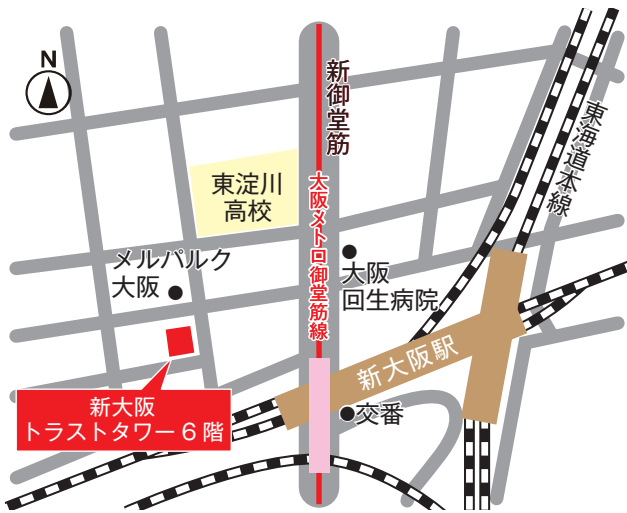 N
新御堂筋
東海道本線
東淀川
高校
大阪メトロ御堂筋線
メルパルク
大阪
大阪
回生病院
新大阪駅
新大阪
トラストタワー6階
交番